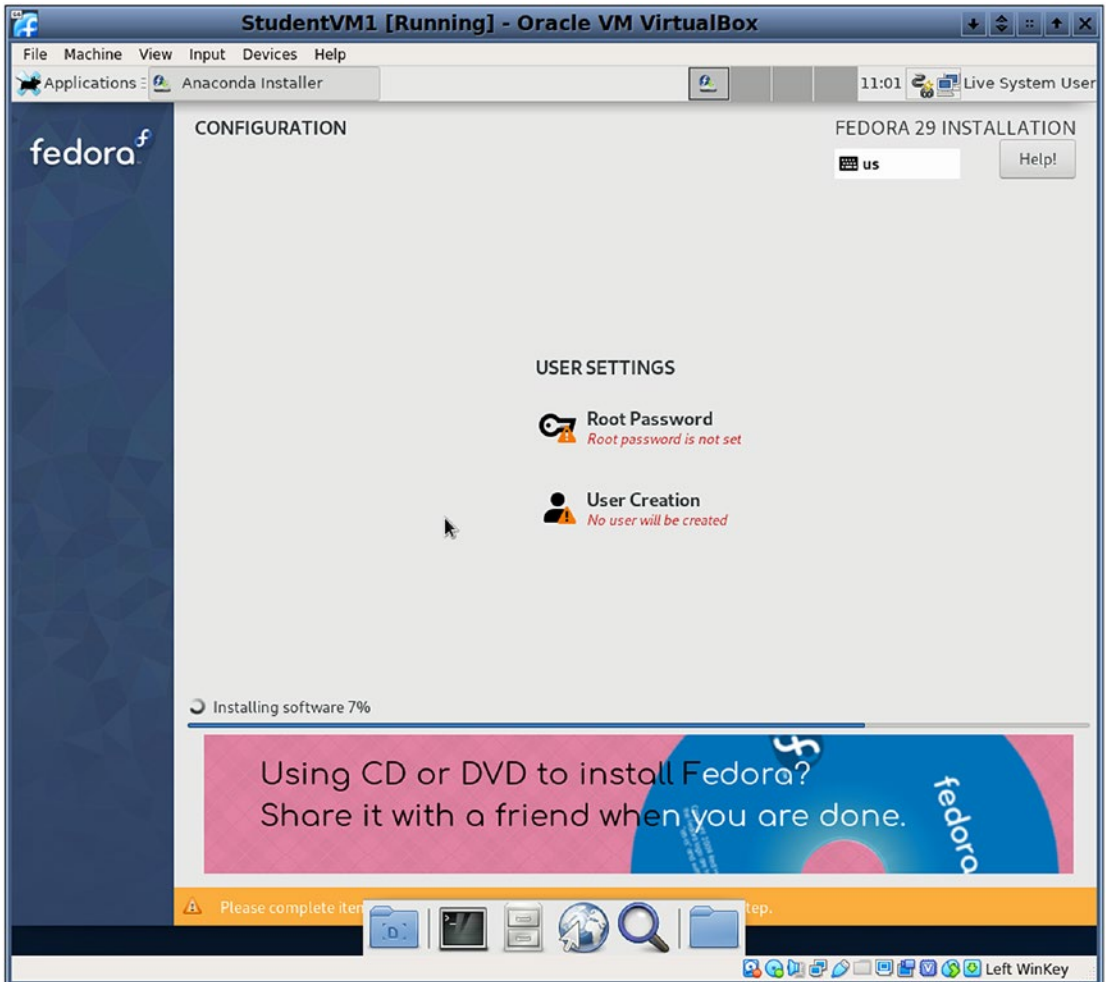 StudentVM1 [Running] - Oracle VM VirtualBox
File Machine View Input Devices Help
Applications Anaconda Installer 11:01 Live System User
fedora
CONFIGURATION
FEDORA 29 INSTALLATION
us
Help!
USER SETTINGS
Root Password
Root password is not set
User Creation
No user will be created
Installing software 7%
Using CD or DVD to install Fedora?
Share it with a friend when you are done.
fedora
Please complete
Left WinKey